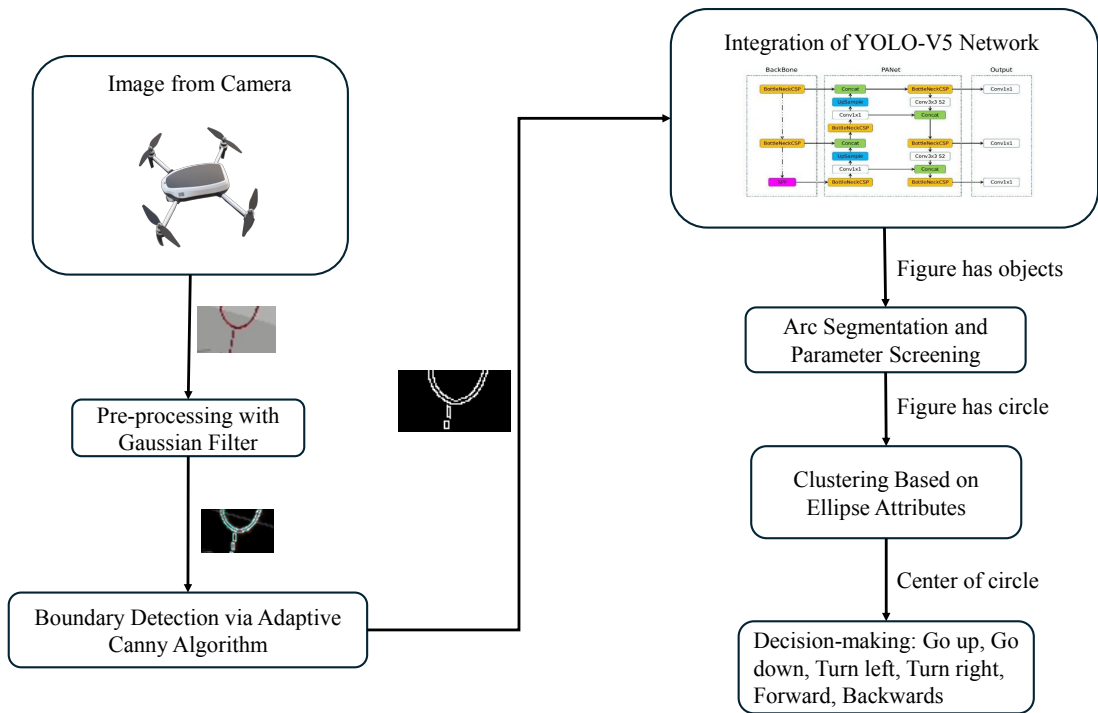 Image from Camera
Pre-processing with
Gaussian Filter
Boundary Detection via Adaptive
Canny Algorithm
Integration of YOLO-V5 Network
BackBone
PANet
Output
BottleNeckCSP
Concat
BottleNeckCSP
Conv1x1
UpSample
Conv3x3 S2
Conv1x1
Concat
BottleNeckCSP
BottleNeckCSP
Concat
BottleNeckCSP
Conv1x1
UpSample
Conv3x3 S2
Conv1x1
Concat
SPP
BottleNeckCSP
BottleNeckCSP
Conv1x1
Figure has objects
Arc Segmentation and
Parameter Screening
Figure has circle
Clustering Based on
Ellipse Attributes
Center of circle
Decision-making: Go up, Go
down, Turn left, Turn right,
Forward, Backwards